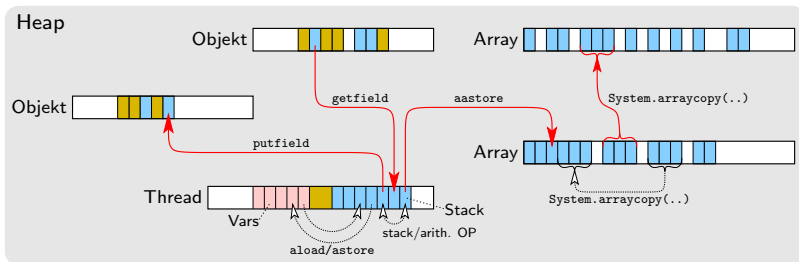 Heap
Objekt
Array
Objekt
getfield
aastore
System.arraycopy(..)
putfield
Array
Thread
Vars
Stack
System.arraycopy(..)
stack/arith. OP
aload/astore